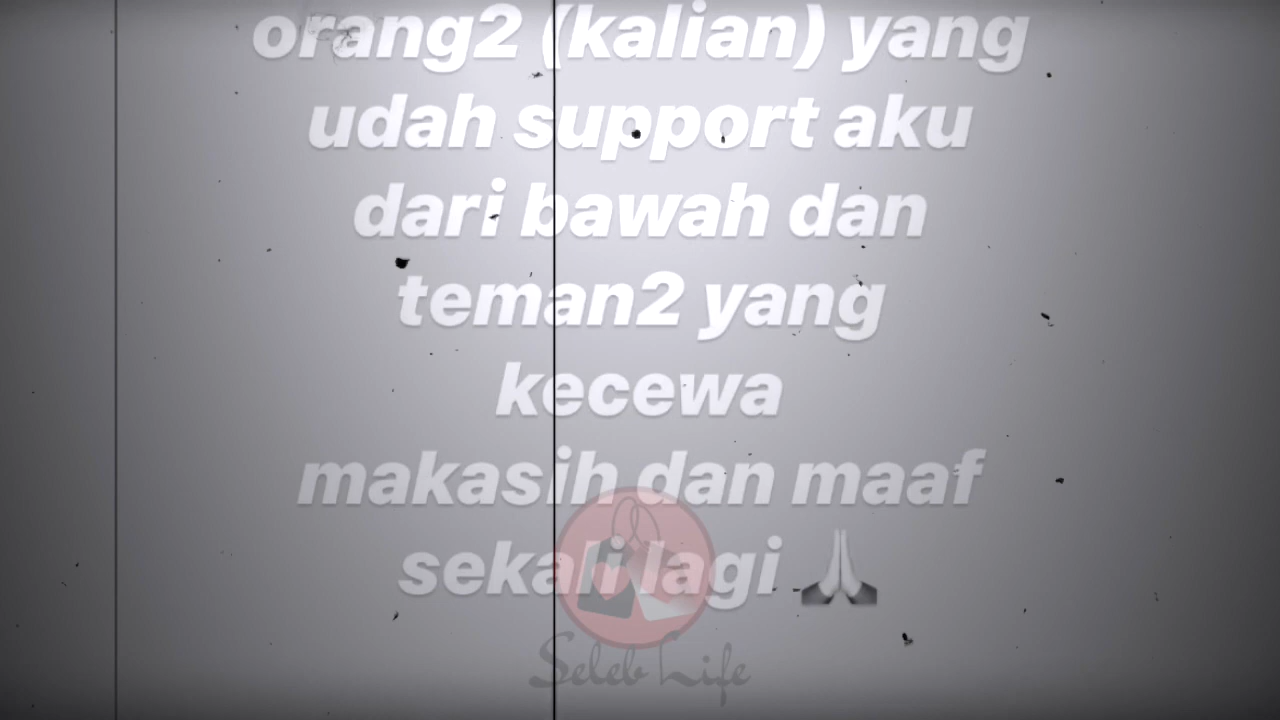 orang2 (kalian) yang
udah support aku
dari bawah dan
teman2 yang
kecewa
makasih dan maaf
sekali lagi 🙏
Seleb Life